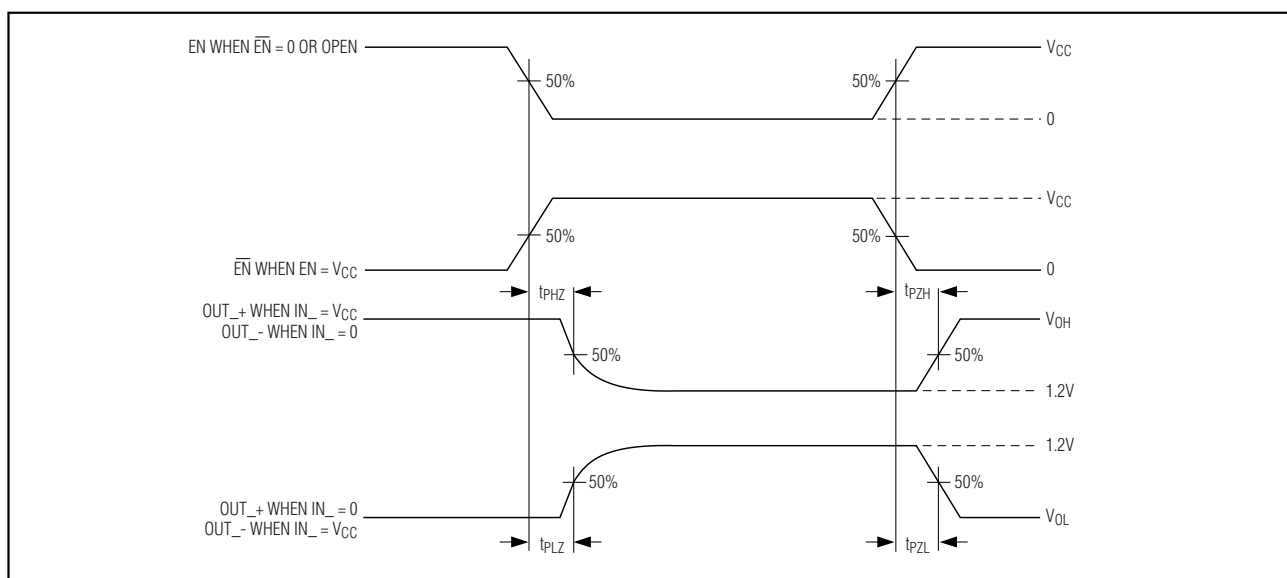 EN WHEN E̅N̅ = 0 OR OPEN
VCC
50%
50%
0
VCC
50%
50%
E̅N̅ WHEN EN = VCC
0
tPHZ
tPZH
OUT_+ WHEN IN_ = VCC
OUT_- WHEN IN_ = 0
VOH
50%
50%
1.2V
1.2V
50%
50%
OUT_+ WHEN IN_ = 0
OUT_- WHEN IN_ = VCC
VOL
tPLZ
tPZL